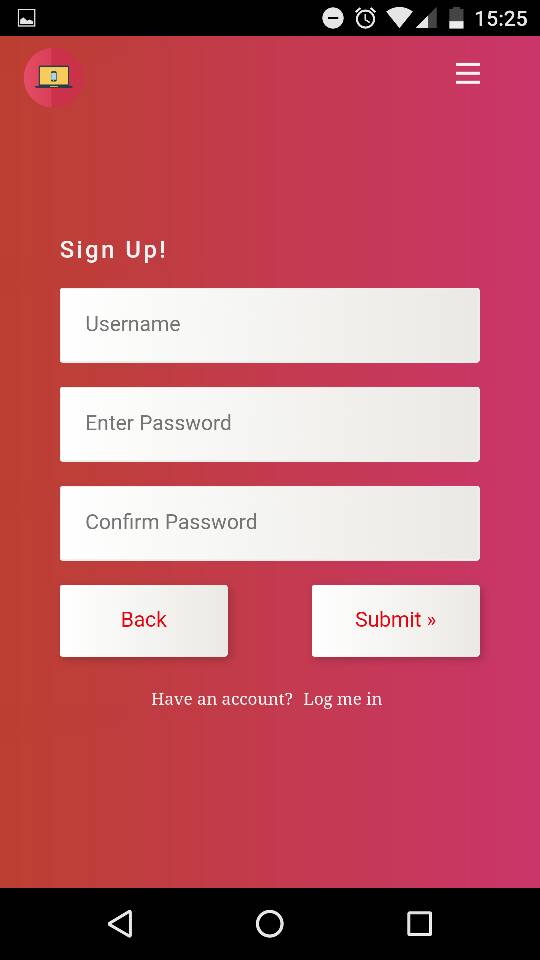 15:25
Sign Up!
Username
Enter Password
Confirm Password
Back
Submit »
Have an account? Log me in